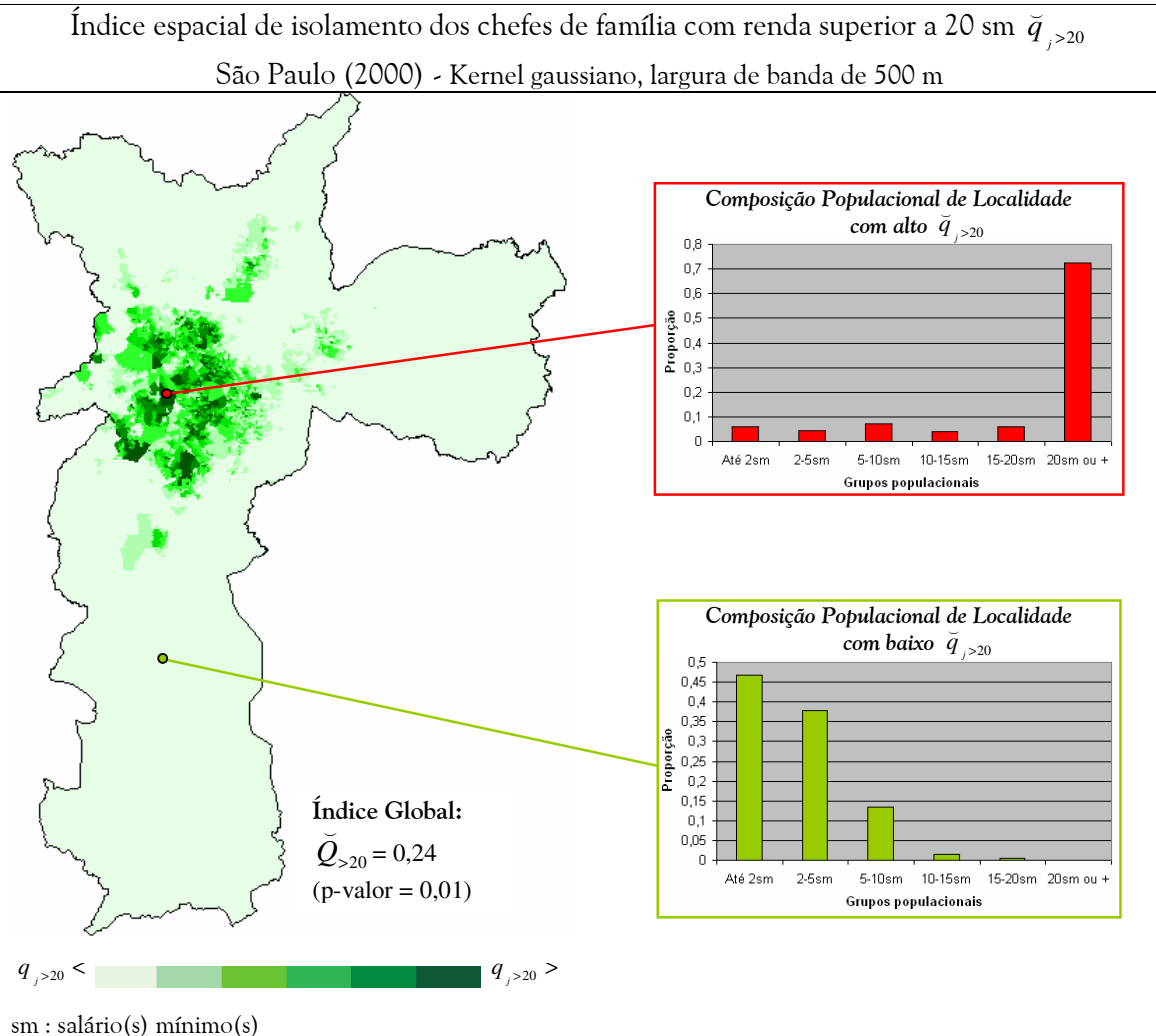 Índice espacial de isolamento dos chefes de família com renda superior a 20 sm q̆ j>20
São Paulo (2000) - Kernel gaussiano, largura de banda de 500 m
Composição Populacional de Localidade
com alto q̆ j>20
Proporção
0,8
0,7
0,6
0,5
0,4
0,3
0,2
0,1
0
Até 2sm 2-5sm 5-10sm 10-15sm 15-20sm 20sm ou +
Grupos populacionais
Composição Populacional de Localidade
com baixo q̆ j>20
Proporção
0,5
0,45
0,4
0,35
0,3
0,25
0,2
0,15
0,1
0,05
0
Até 2sm 2-5sm 5-10sm 10-15sm 15-20sm 20sm ou +
Grupos populacionais
Índice Global:
Q̆ >20 = 0,24
(p-valor = 0,01)
q j>20 < q j>20 >
sm : salário(s) mínimo(s)